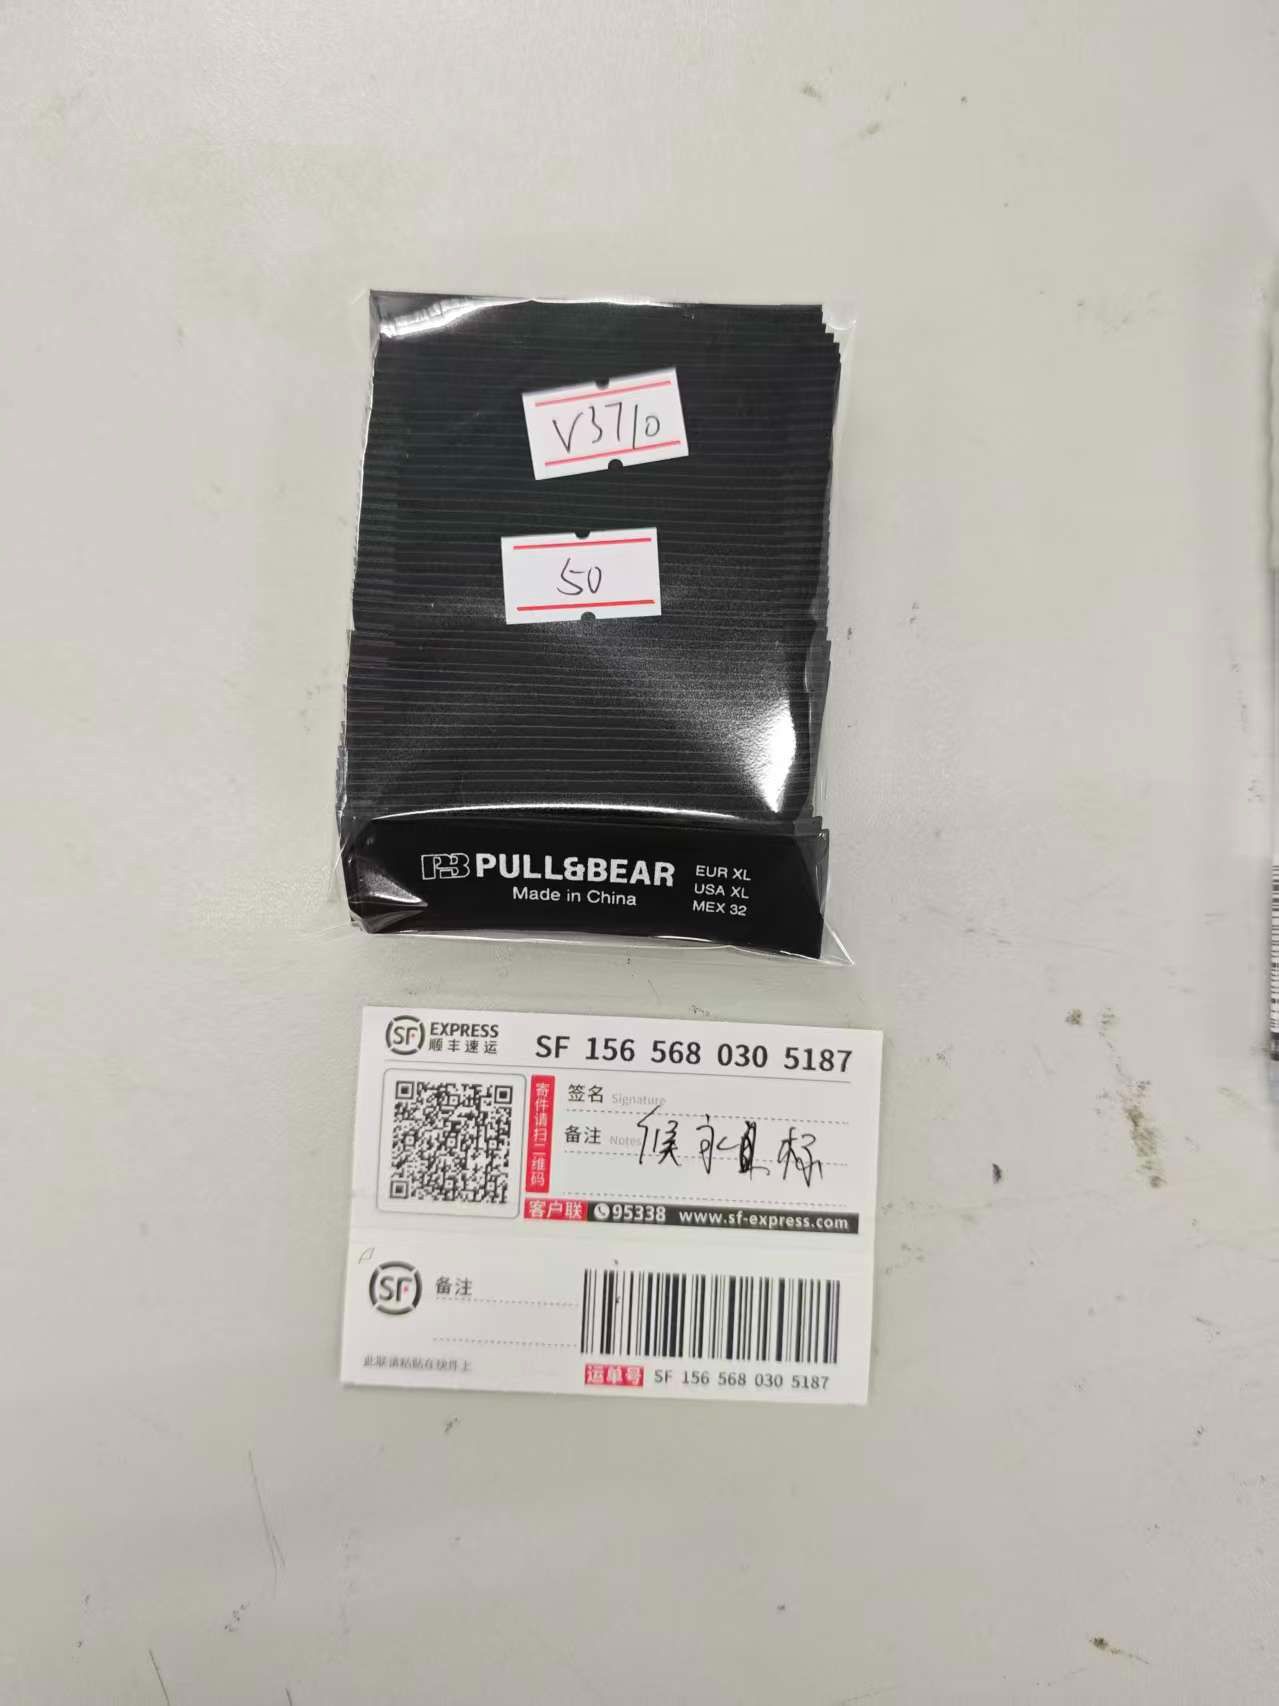 V3710
50
PB PULL&BEAR
Made in China
EUR XL
USA XL
MEX 32
SF EXPRESS
顺丰速运
SF 156 568 030 5187
寄件请扫二维码
签名 Signature
备注 Notes
客户联 95338 www.sf-express.com
SF 备注
此联请粘贴在快件上
运单号 SF 156 568 030 5187